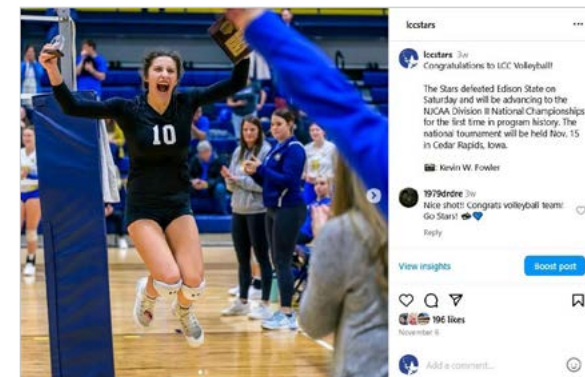 10
lccstars
lccstars 3w
Congratulations to LCC Volleyball!
The Stars defeated Edison State on
Saturday and will be advancing to the
NJCAA Division II National Championships
for the first time in program history. The
national tournament will be held Nov. 15
in Cedar Rapids, Iowa.
📷: Kevin W. Fowler
1979drdre 3w
Nice shot!! Congrats volleyball team!
Go Stars! 🏐💙
Reply
View insights
Boost post
196 likes
November 6
Add a comment...